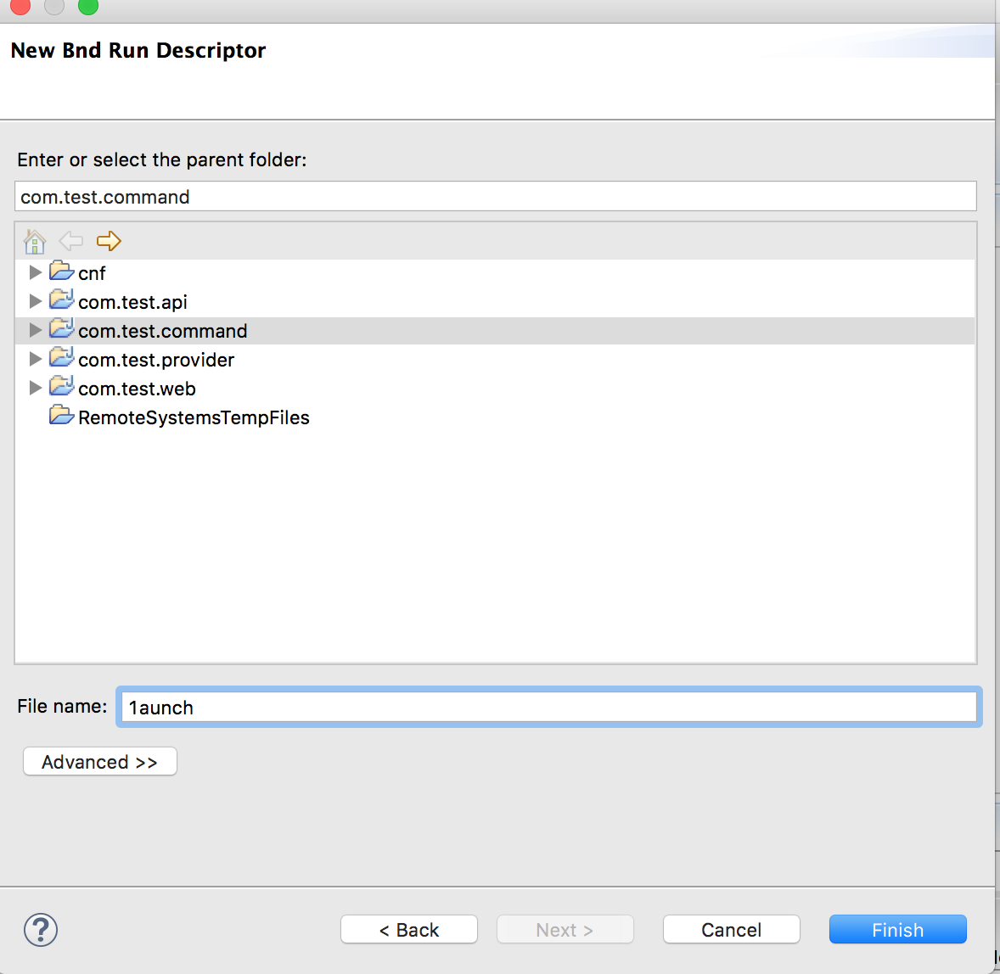 New Bnd Run Descriptor
Enter or select the parent folder:
com.test.command
cnf
com.test.api
com.test.command
com.test.provider
com.test.web
RemoteSystemsTempFiles
File name: 1aunch
Advanced >>
? < Back Next > Cancel Finish